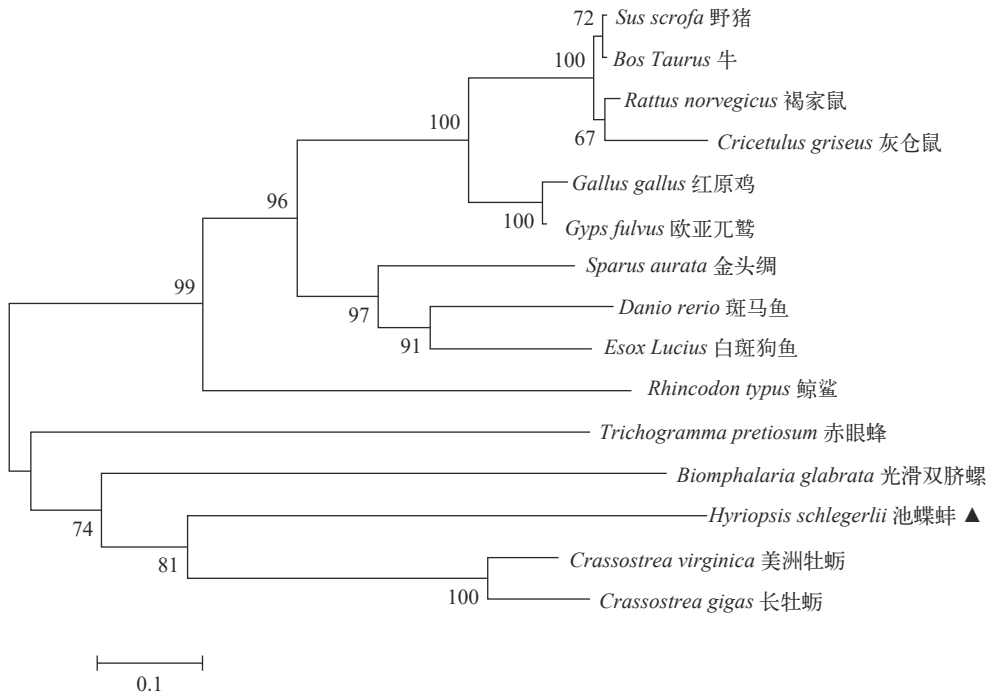 72 Sus scrofa 野猪
100 Bos Taurus 牛
Rattus norvegicus 褐家鼠
100
67 Cricetulus griseus 灰仓鼠
Gallus gallus 红原鸡
96
100 Gyps fulvus 欧亚兀鹫
Sparus aurata 金头绸
99
97 Danio rerio 斑马鱼
91 Esox Lucius 白斑狗鱼
Rhincodon typus 鲸鲨
Trichogramma pretiosum 赤眼蜂
Biomphalaria glabrata 光滑双脐螺
74 Hyriopsis schlegerlii 池蝶蚌 ▲
81 Crassostrea virginica 美洲牡蛎
100 Crassostrea gigas 长牡蛎
0.1